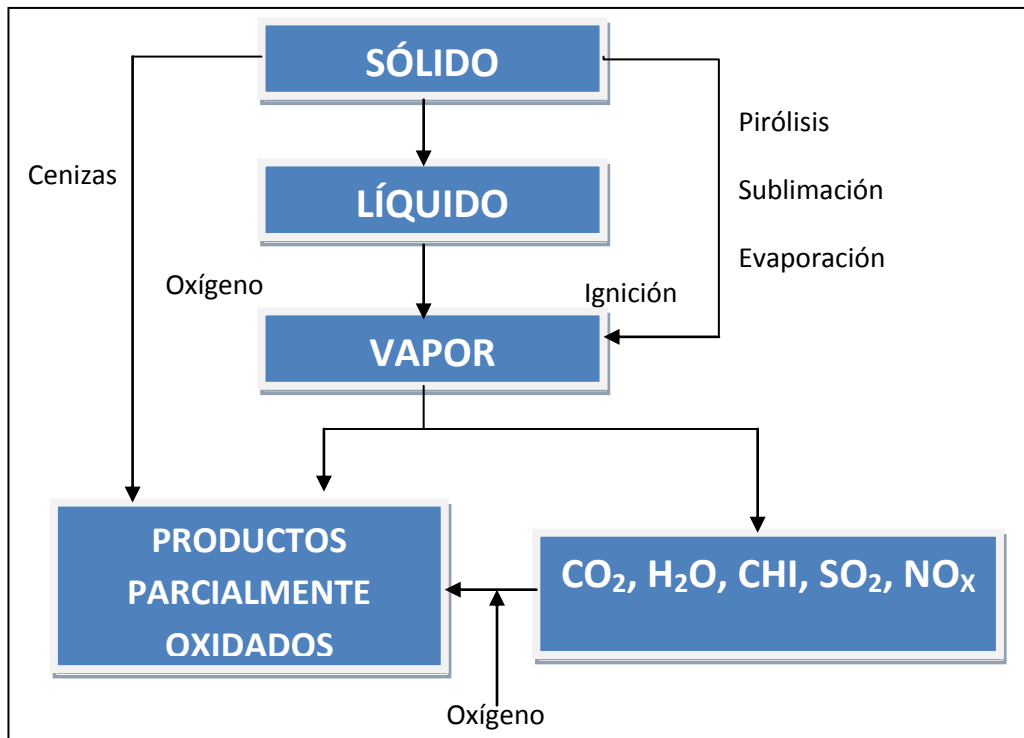 SÓLIDO
Pirólisis
Cenizas
Sublimación
LÍQUIDO
Evaporación
Oxígeno
Ignición
VAPOR
PRODUCTOS
PARCIALMENTE
OXIDADOS
CO₂, H₂O, CHI, SO₂, NOₓ
Oxígeno